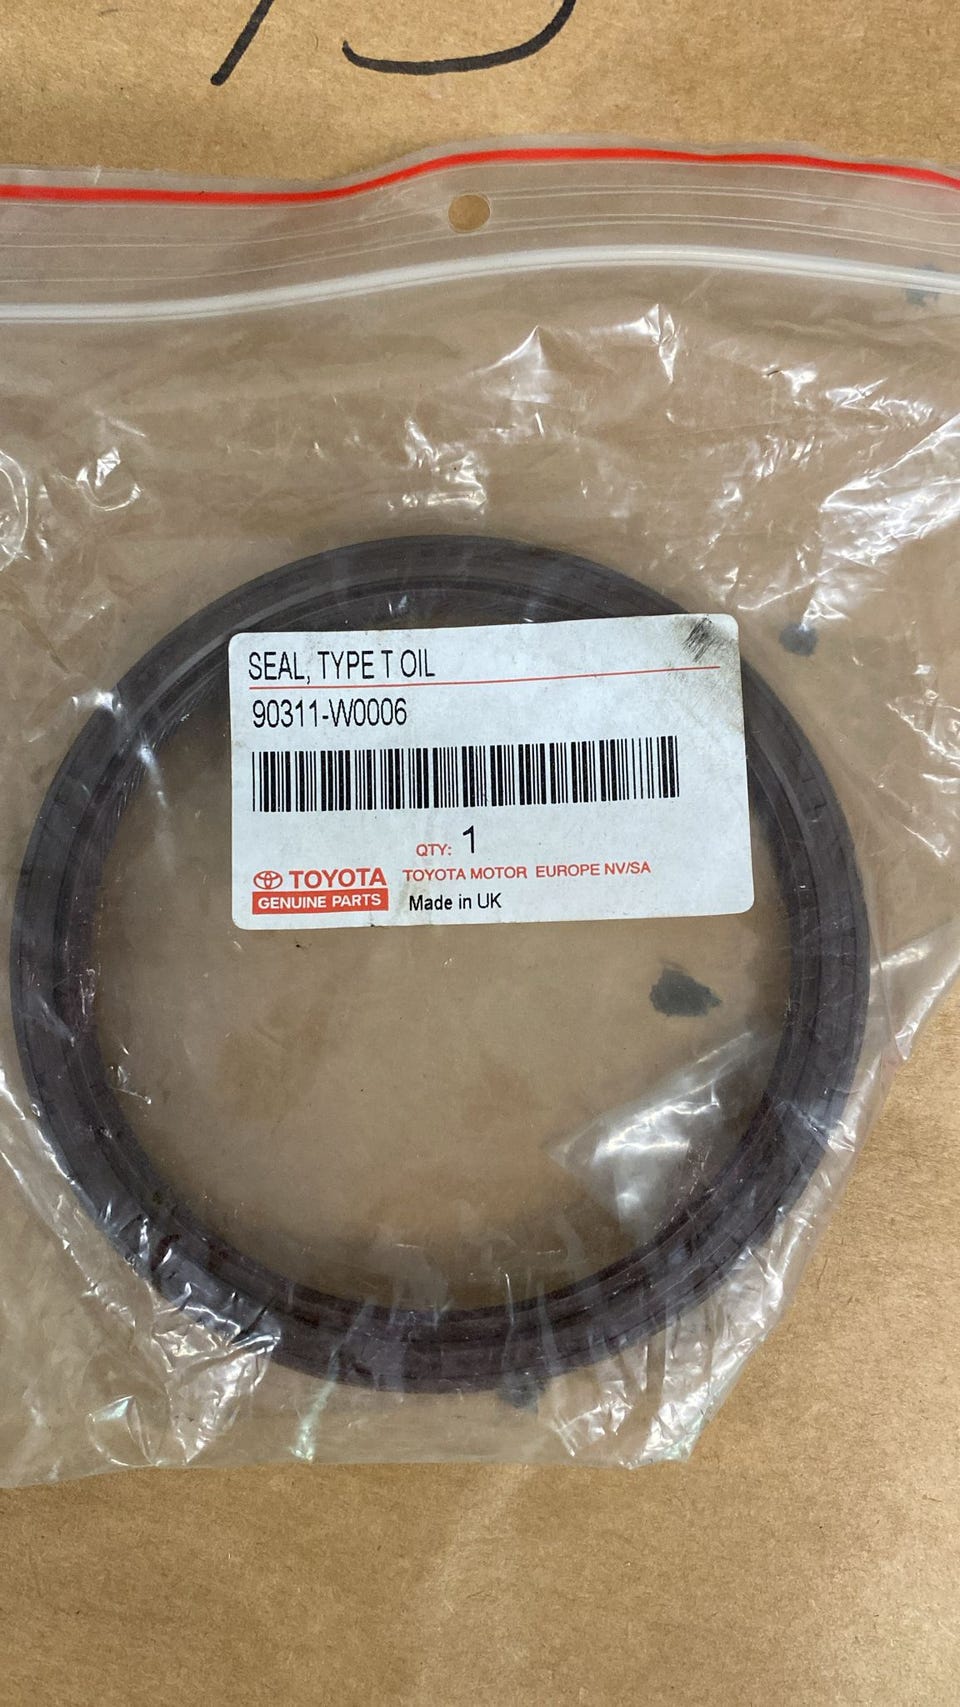 SEAL, TYPE T OIL
90311-W0006
QTY: 1
TOYOTA TOYOTA MOTOR EUROPE NV/SA
GENUINE PARTS Made in UK